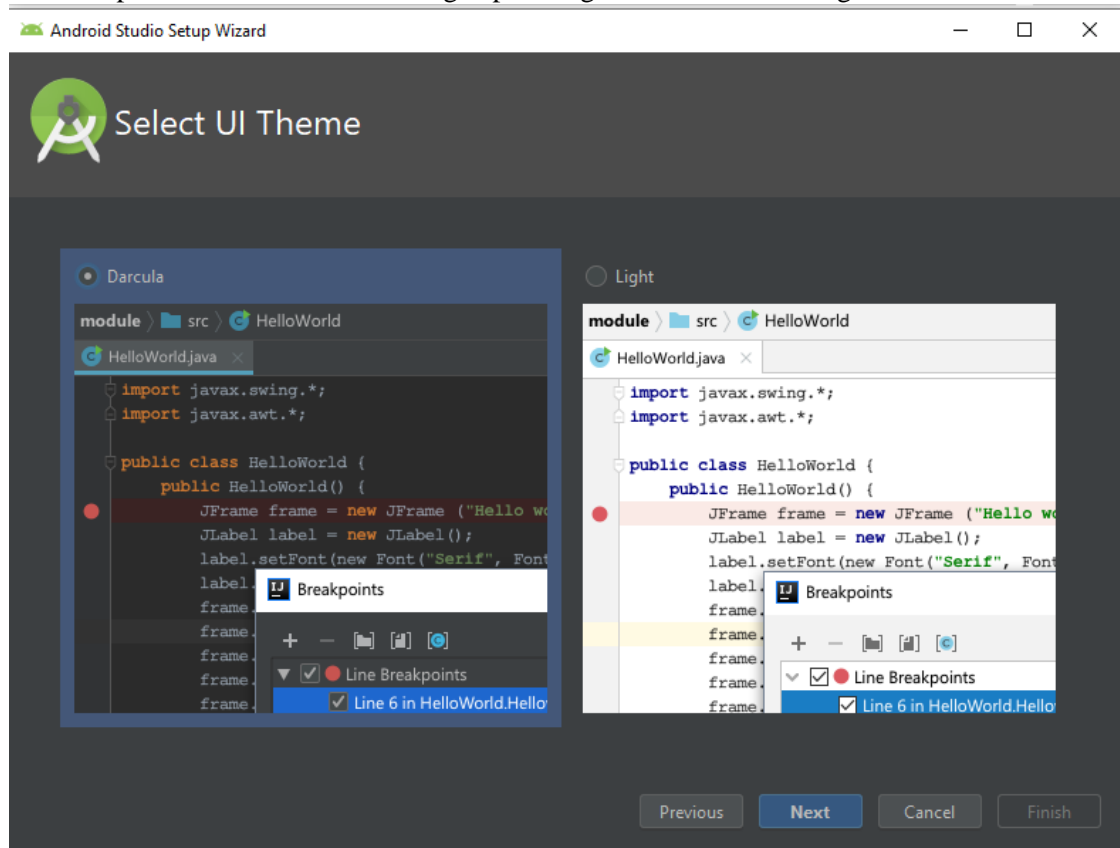 Android Studio Setup Wizard
Select UI Theme
Darcula
module src HelloWorld
HelloWorld.java
import javax.swing.*;
import javax.awt.*;
public class HelloWorld {
public HelloWorld() {
JFrame frame = new JFrame ("Hello wo
JLabel label = new JLabel();
label.setFont(new Font("Serif", Font
label.
frame.
frame.
frame.
frame.
frame.
IJ Breakpoints
Line Breakpoints
Line 6 in HelloWorld.Hello
Light
module src HelloWorld
HelloWorld.java
import javax.swing.*;
import javax.awt.*;
public class HelloWorld {
public HelloWorld() {
JFrame frame = new JFrame ("Hello wo
JLabel label = new JLabel();
label.setFont(new Font("Serif", Font
label.
frame.
frame.
frame.
frame.
frame.
IJ Breakpoints
Line Breakpoints
Line 6 in HelloWorld.Hello
Previous Next Cancel Finish